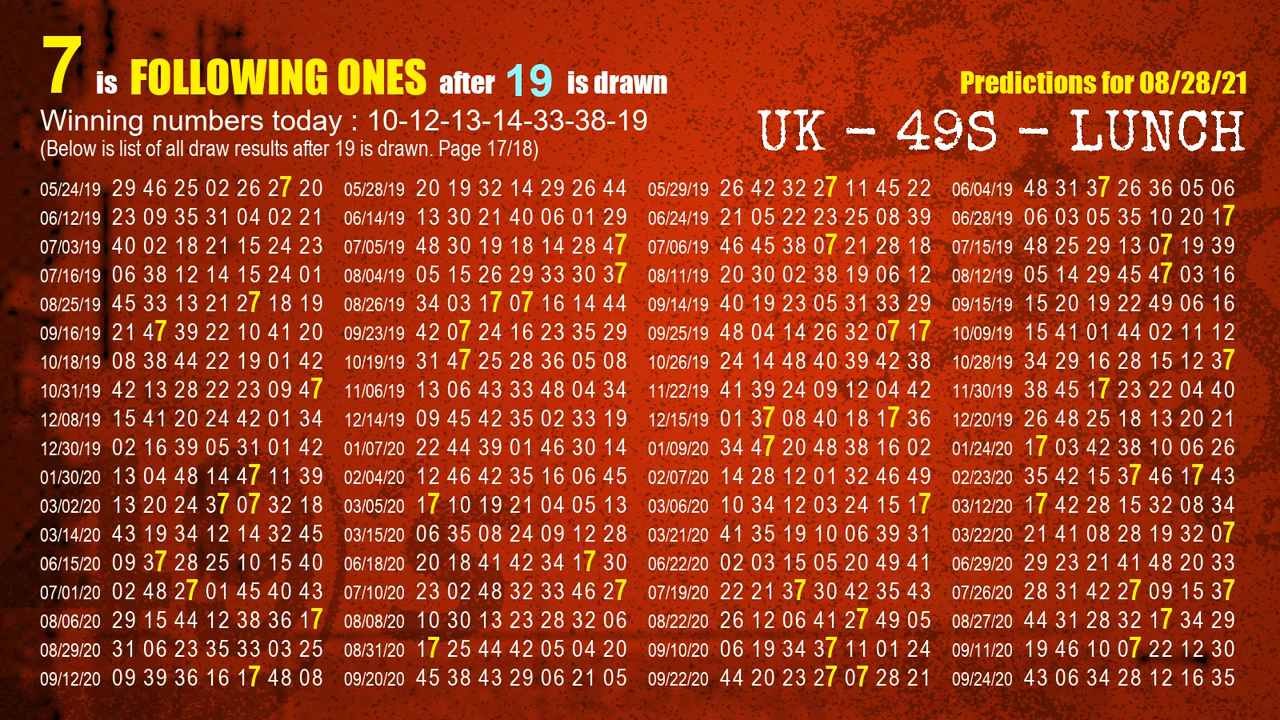 7 is FOLLOWING ONES after 19 is drawn
Predictions for 08/28/21
Winning numbers today : 10-12-13-14-33-38-19
UK - 49S - LUNCH
(Below is list of all draw results after 19 is drawn. Page 17/18)
05/24/19 29 46 25 02 26 27 20 05/28/19 20 19 32 14 29 26 44 05/29/19 26 42 32 27 11 45 22 06/04/19 48 31 37 26 36 05 06
06/12/19 23 09 35 31 04 02 21 06/14/19 13 30 21 40 06 01 29 06/24/19 21 05 22 23 25 08 39 06/28/19 06 03 05 35 10 20 17
07/03/19 40 02 18 21 15 24 23 07/05/19 48 30 19 18 14 28 47 07/06/19 46 45 38 07 21 28 18 07/15/19 48 25 29 13 07 19 39
07/16/19 06 38 12 14 15 24 01 08/04/19 05 15 26 29 33 30 37 08/11/19 20 30 02 38 19 06 12 08/12/19 05 14 29 45 47 03 16
08/25/19 45 33 13 21 27 18 19 08/26/19 34 03 17 07 16 14 44 09/14/19 40 19 23 05 31 33 29 09/15/19 15 20 19 22 49 06 16
09/16/19 21 47 39 22 10 41 20 09/23/19 42 07 24 16 23 35 29 09/25/19 48 04 14 26 32 07 17 10/09/19 15 41 01 44 02 11 12
10/18/19 08 38 44 22 19 01 42 10/19/19 31 47 25 28 36 05 08 10/26/19 24 14 48 40 39 42 38 10/28/19 34 29 16 28 15 12 37
10/31/19 42 13 28 22 23 09 47 11/06/19 13 06 43 33 48 04 34 11/22/19 41 39 24 09 12 04 42 11/30/19 38 45 17 23 22 04 40
12/08/19 15 41 20 24 42 01 34 12/14/19 09 45 42 35 02 33 19 12/15/19 01 37 08 40 18 17 36 12/20/19 26 48 25 18 13 20 21
12/30/19 02 16 39 05 31 01 42 01/07/20 22 44 39 01 46 30 14 01/09/20 34 47 20 48 38 16 02 01/24/20 17 03 42 38 10 06 26
01/30/20 13 04 48 14 47 11 39 02/04/20 12 46 42 35 16 06 45 02/07/20 14 28 12 01 32 46 49 02/23/20 35 42 15 37 46 17 43
03/02/20 13 20 24 37 07 32 18 03/05/20 17 10 19 21 04 05 13 03/06/20 10 34 12 03 24 15 17 03/12/20 17 42 28 15 32 08 34
03/14/20 43 19 34 12 14 32 45 03/15/20 06 35 08 24 09 12 28 03/21/20 41 35 19 10 06 39 31 03/22/20 21 41 08 28 19 32 07
06/15/20 09 37 28 25 10 15 40 06/18/20 20 18 41 42 34 17 30 06/22/20 02 03 15 05 20 49 41 06/29/20 29 23 21 41 48 20 33
07/01/20 02 48 27 01 45 40 43 07/10/20 23 02 48 32 33 46 27 07/19/20 22 21 37 30 42 35 43 07/26/20 28 31 42 27 09 15 37
08/06/20 29 15 44 12 38 36 17 08/08/20 10 30 13 23 28 32 06 08/22/20 26 12 06 41 27 49 05 08/27/20 44 31 28 32 17 34 29
08/29/20 31 06 23 35 33 03 25 08/31/20 17 25 44 42 05 04 20 09/10/20 06 19 34 37 11 01 24 09/11/20 19 46 10 07 22 12 30
09/12/20 09 39 36 16 17 48 08 09/20/20 45 38 43 29 06 21 05 09/22/20 44 20 23 27 07 28 21 09/24/20 43 06 34 28 12 16 35